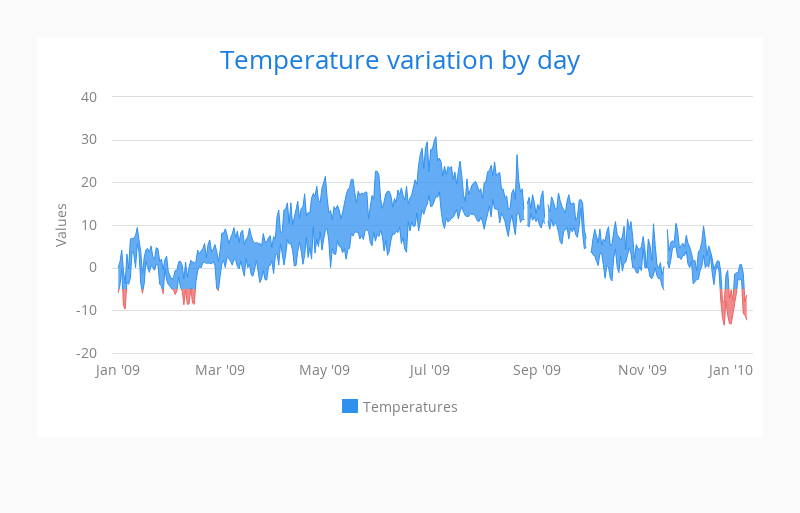 Temperature variation by day
Values
40
30
20
10
0
-10
-20
Jan '09 Mar '09 May '09 Jul '09 Sep '09 Nov '09 Jan '10
Temperatures